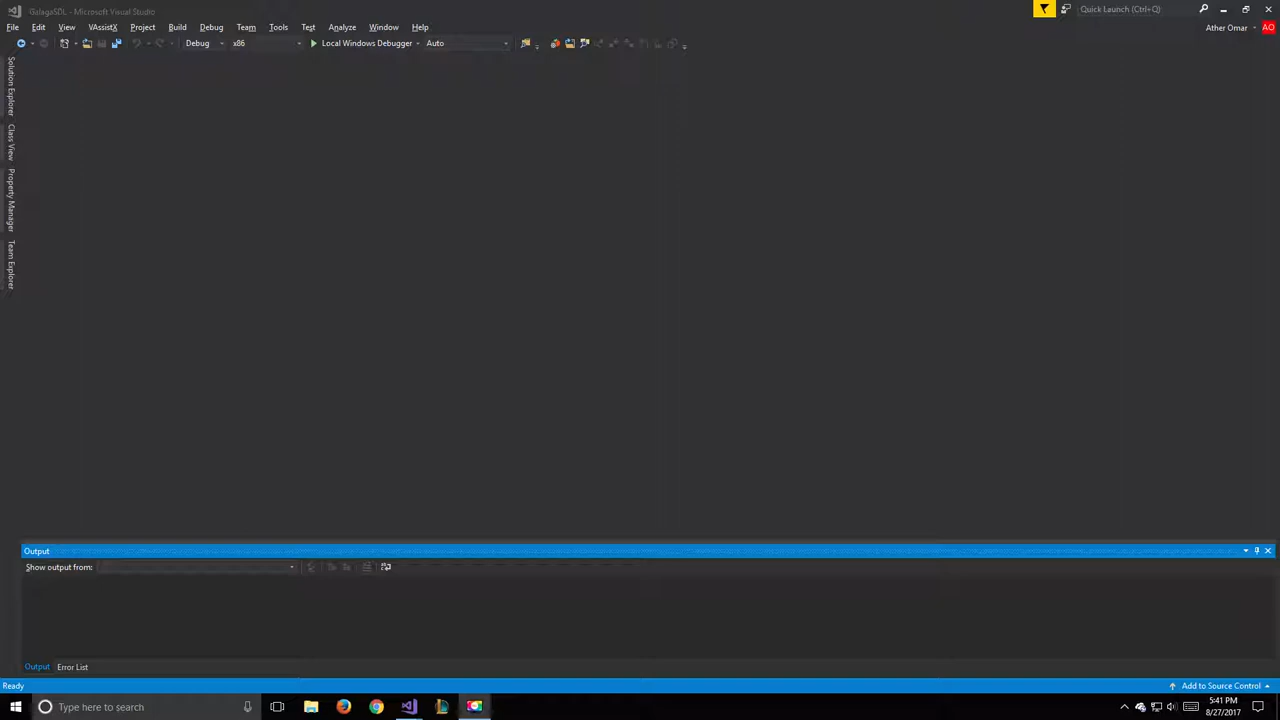 GalagaSDL - Microsoft Visual Studio
Quick Launch (Ctrl+Q)
File Edit View VAssistX Project Build Debug Team Tools Test Analyze Window Help
Ather Omar AO
Debug x86 Local Windows Debugger Auto
Solution Explorer
Class View
Property Manager
Team Explorer
Output
Show output from:
Output Error List
Ready
Add to Source Control
Type here to search
5:41 PM
8/27/2017